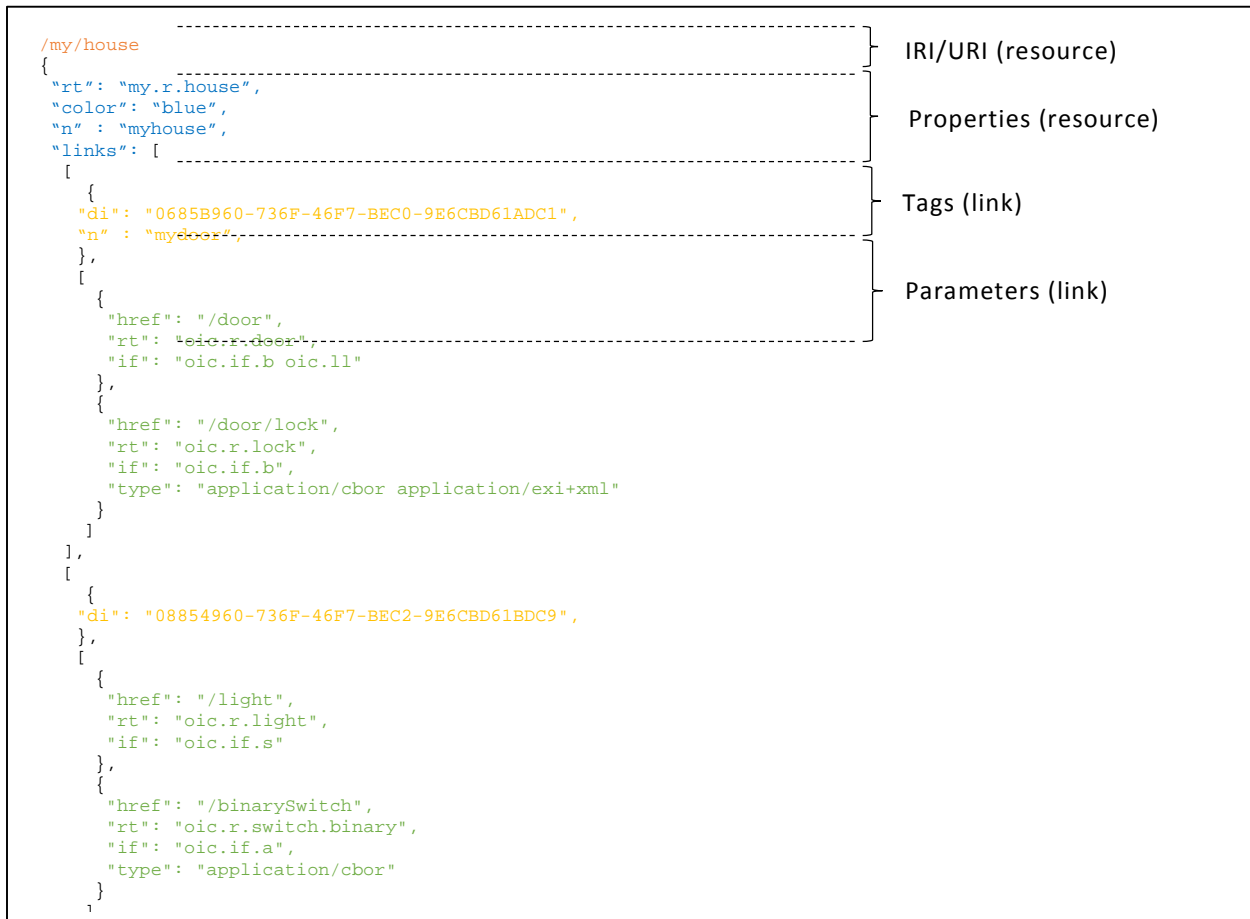 /my/house
IRI/URI (resource)
{
“rt”: “my.r.house”,
“color”: “blue”,
“n” : “myhouse”,
Properties (resource)
“links”: [
[
{
"di": "0685B960-736F-46F7-BEC0-9E6CBD61ADC1",
Tags (link)
“n” : “mydoor”,
},
[
{
Parameters (link)
"href": "/door",
"rt": "oic.r.door",
"if": "oic.if.b oic.ll"
},
{
"href": "/door/lock",
"rt": "oic.r.lock",
"if": "oic.if.b",
"type": "application/cbor application/exi+xml"
}
]
],
[
{
"di": "08854960-736F-46F7-BEC2-9E6CBD61BDC9",
},
[
{
"href": "/light",
"rt": "oic.r.light",
"if": "oic.if.s"
},
{
"href": "/binarySwitch",
"rt": "oic.r.switch.binary",
"if": "oic.if.a",
"type": "application/cbor"
}
]